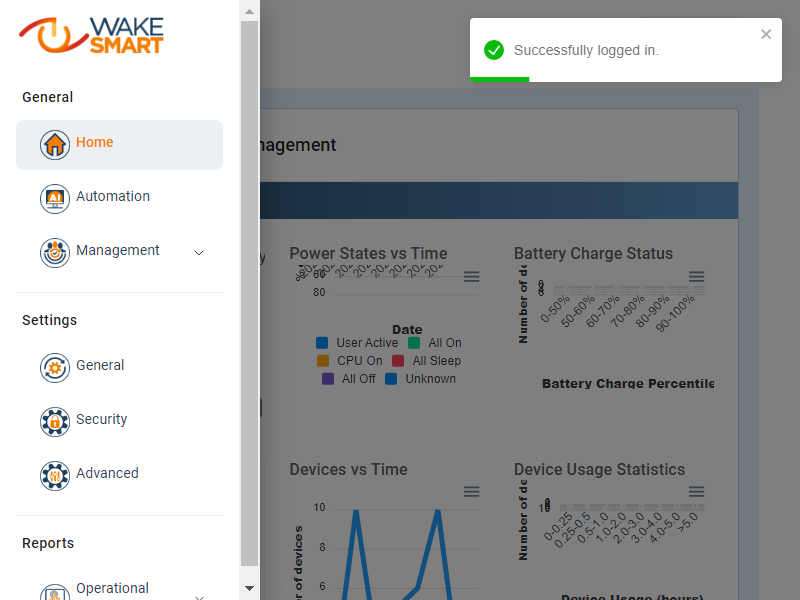 WAKE
SMART
Successfully logged in.
General
Home
Automation
Management
Settings
General
Security
Advanced
Reports
Operational
nagement
Power States vs Time
80
Date
User Active
All On
CPU On
All Sleep
All Off
Unknown
Battery Charge Status
Number of de
0-50%
50-60%
60-70%
70-80%
80-90%
90-100%
Battery Charge Percentile
Devices vs Time
10
8
6
r of devices
Device Usage Statistics
Number of de
10
0-0.25
0.25-0.5
0.5-1.0
1.0-2.0
2.0-3.0
3.0-4.0
4.0-5.0
>5.0
Device Usage (hours)